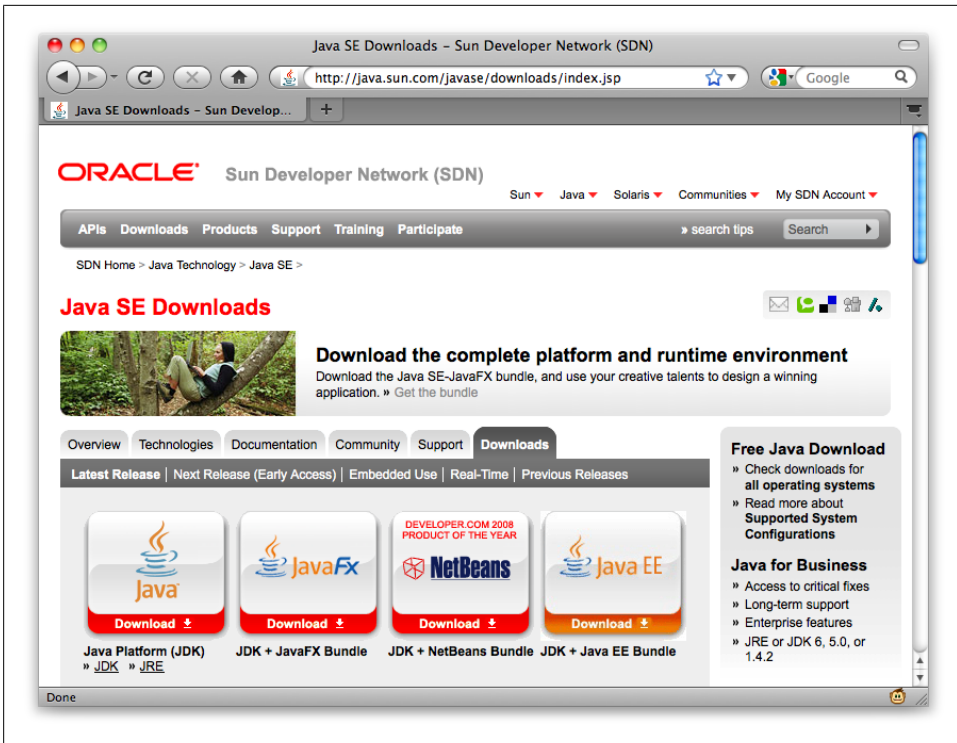 Java SE Downloads – Sun Developer Network (SDN)
http://java.sun.com/javase/downloads/index.jsp
Google
Java SE Downloads – Sun Develop...
+
ORACLE
Sun Developer Network (SDN)
Sun Java Solaris Communities My SDN Account
APIs Downloads Products Support Training Participate
» search tips
Search
SDN Home > Java Technology > Java SE >
Java SE Downloads
Download the complete platform and runtime environment
Download the Java SE-JavaFX bundle, and use your creative talents to design a winning
application. » Get the bundle
Overview Technologies Documentation Community Support Downloads
Latest Release | Next Release (Early Access) | Embedded Use | Real-Time | Previous Releases
Java
Download
Java Platform (JDK)
» JDK » JRE
JavaFX
Download
JDK + JavaFX Bundle
DEVELOPER.COM 2008
PRODUCT OF THE YEAR
NetBeans
Download
JDK + NetBeans Bundle
Java EE
Download
JDK + Java EE Bundle
Free Java Download
» Check downloads for
all operating systems
» Read more about
Supported System
Configurations
Java for Business
» Access to critical fixes
» Long-term support
» Enterprise features
» JRE or JDK 6, 5.0, or
1.4.2
Done